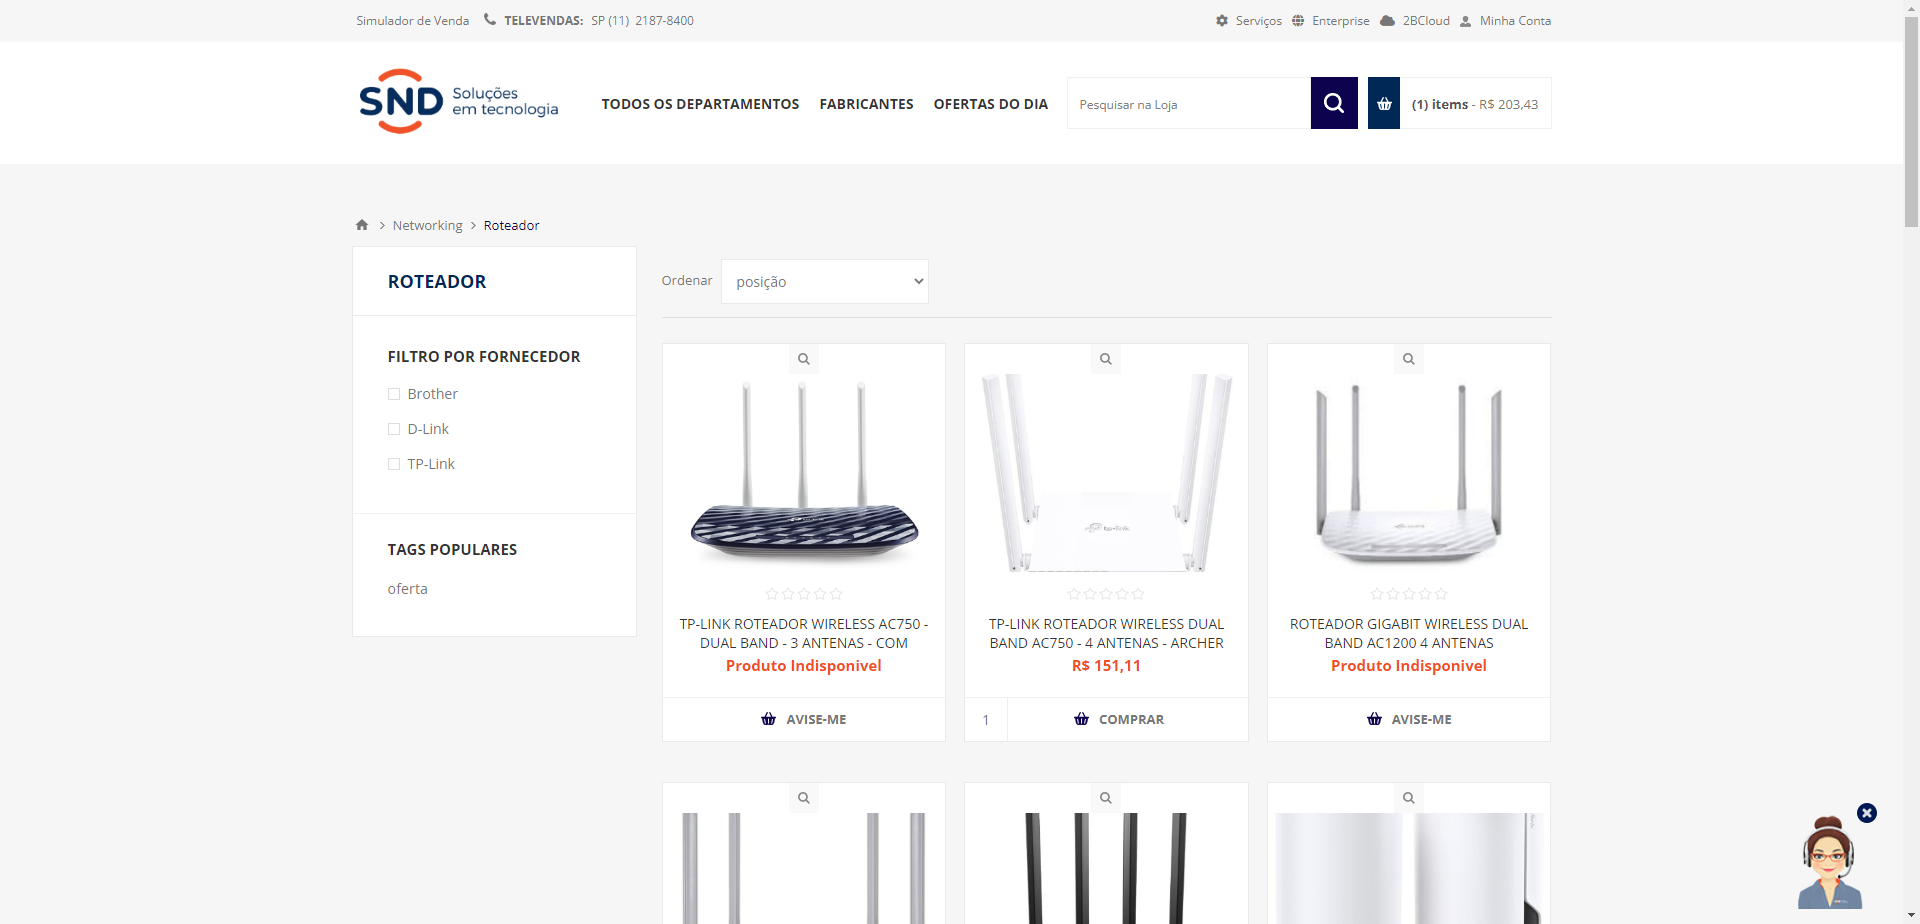 Simulador de Venda TELEVENDAS: SP (11) 2187-8400 Serviços Enterprise 2BCloud Minha Conta
SND Soluções em tecnologia
TODOS OS DEPARTAMENTOS FABRICANTES OFERTAS DO DIA Pesquisar na Loja (1) items - R$ 203,43
> Networking > Roteador
ROTEADOR
FILTRO POR FORNECEDOR
Brother
D-Link
TP-Link
TAGS POPULARES
oferta
Ordenar posição
tp-link
TP-LINK ROTEADOR WIRELESS AC750 -
DUAL BAND - 3 ANTENAS - COM
Produto Indisponivel
AVISE-ME
TP-LINK ROTEADOR WIRELESS DUAL
BAND AC750 - 4 ANTENAS - ARCHER
R$ 151,11
1 COMPRAR
ROTEADOR GIGABIT WIRELESS DUAL
BAND AC1200 4 ANTENAS
Produto Indisponivel
AVISE-ME